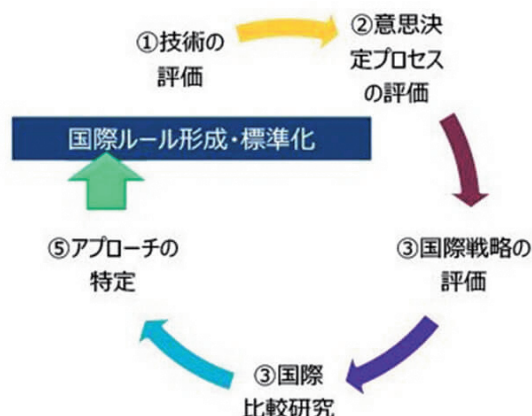 ①技術の
評価
②意思決
定プロセス
の評価
国際ルール形成・標準化
③国際戦略の
評価
③国際
比較研究
⑤アプローチの
特定